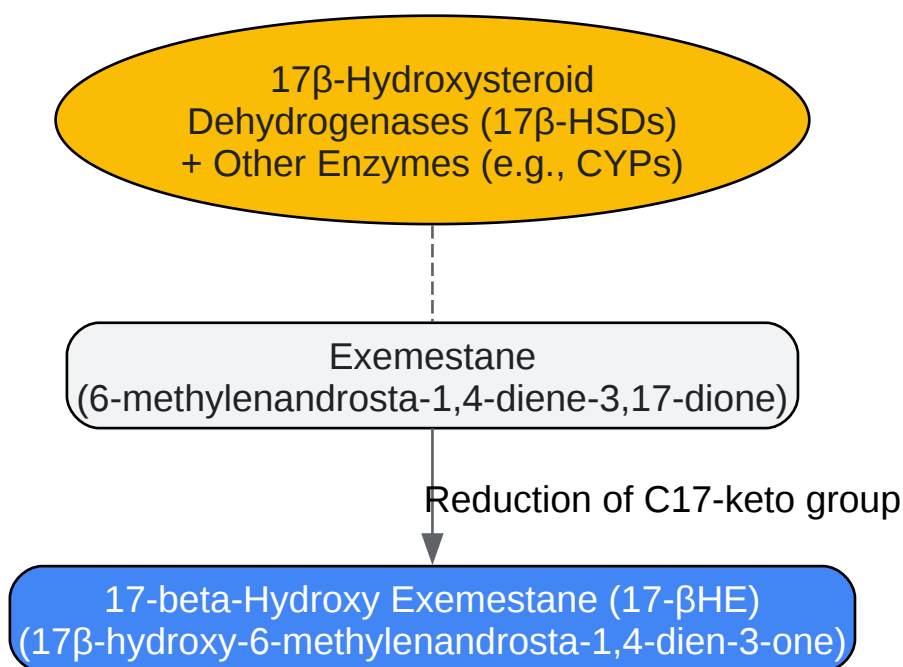 17β-Hydroxysteroid
Dehydrogenases (17β-HSDs)
+ Other Enzymes (e.g., CYPs)
Exemestane
(6-methylenandrosta-1,4-diene-3,17-dione)
Reduction of C17-keto group
17-beta-Hydroxy Exemestane (17-βHE)
(17β-hydroxy-6-methylenandrosta-1,4-dien-3-one)